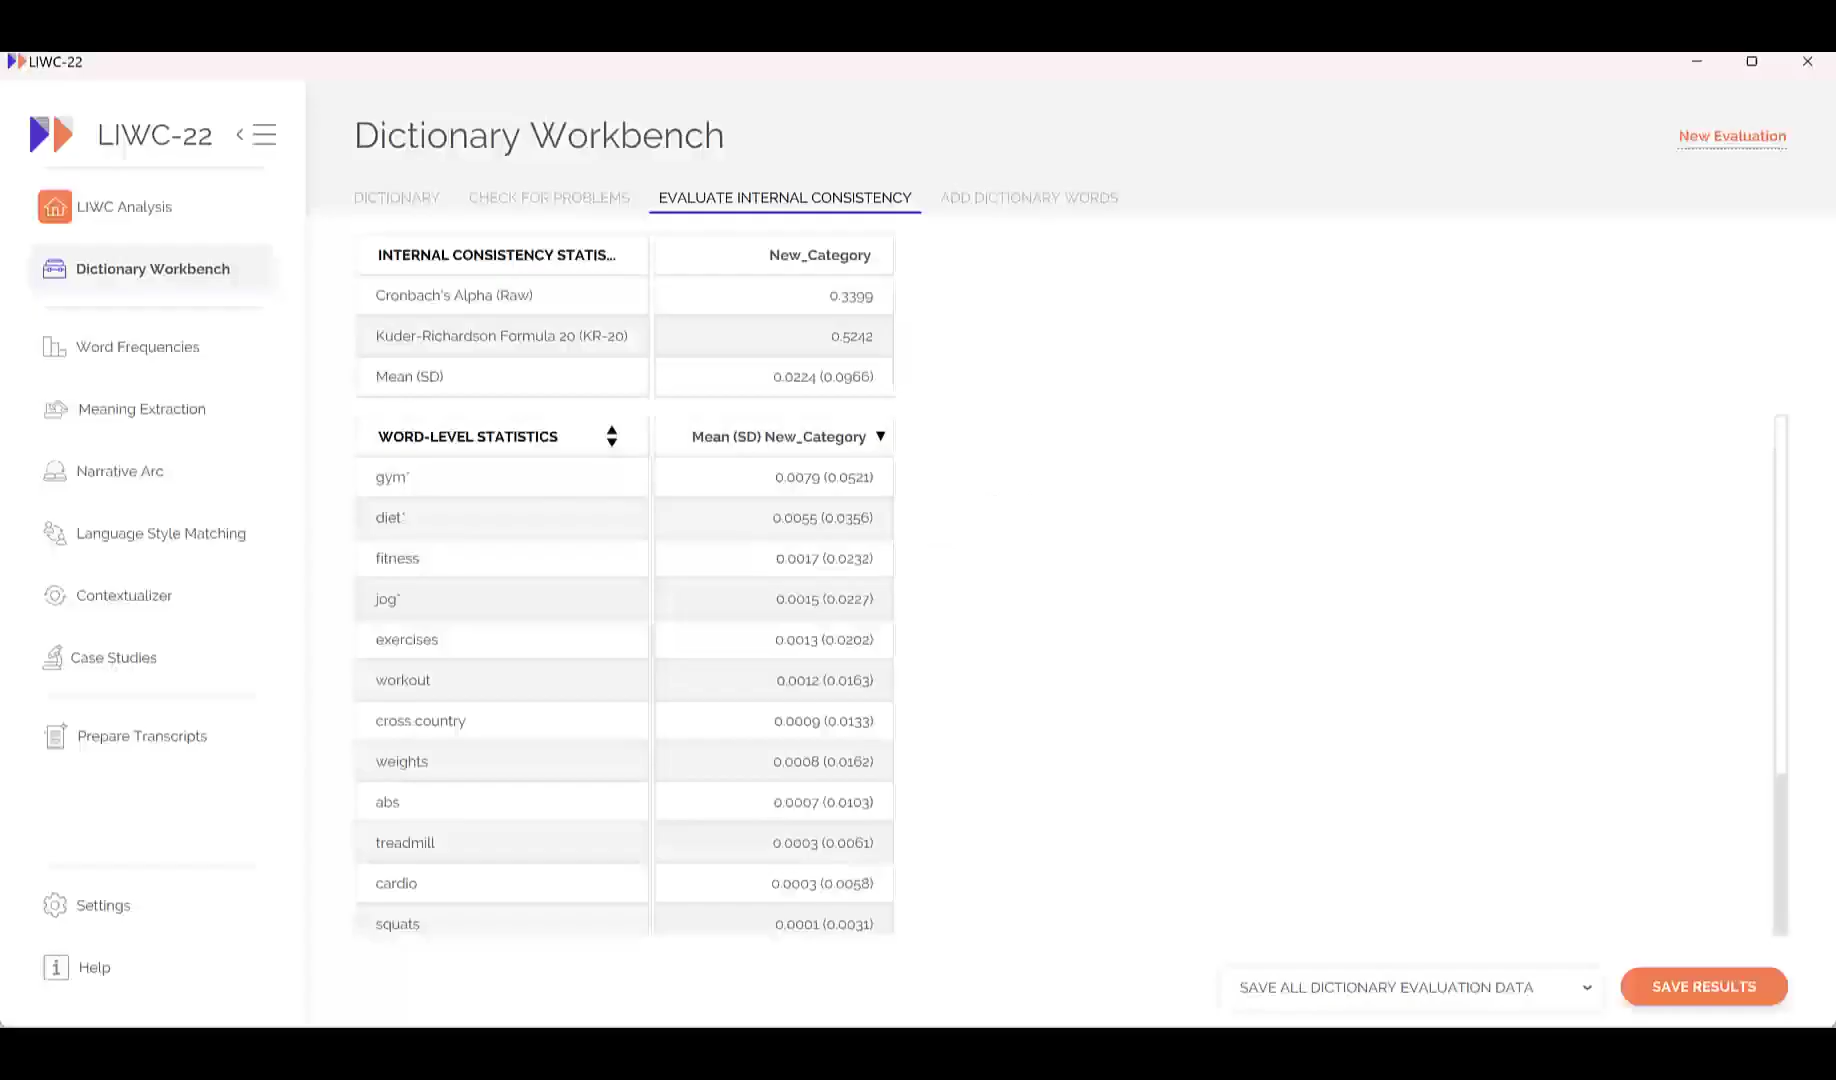 LIWC-22
LIWC-22
LIWC Analysis
Dictionary Workbench
Word Frequencies
Meaning Extraction
Narrative Arc
Language Style Matching
Contextualizer
Case Studies
Prepare Transcripts
Settings
Help
Dictionary Workbench
New Evaluation
DICTIONARY CHECK FOR PROBLEMS EVALUATE INTERNAL CONSISTENCY ADD DICTIONARY WORDS
INTERNAL CONSISTENCY STATIS... New_Category
Cronbach's Alpha (Raw) 0.3399
Kuder-Richardson Formula 20 (KR-20) 0.5242
Mean (SD) 0.0224 (0.0966)
WORD-LEVEL STATISTICS Mean (SD) New_Category
gym* 0.0079 (0.0521)
diet* 0.0055 (0.0356)
fitness 0.0017 (0.0232)
jog* 0.0015 (0.0227)
exercises 0.0013 (0.0202)
workout 0.0012 (0.0163)
cross country 0.0009 (0.0133)
weights 0.0008 (0.0162)
abs 0.0007 (0.0103)
treadmill 0.0003 (0.0061)
cardio 0.0003 (0.0058)
squats 0.0001 (0.0031)
SAVE ALL DICTIONARY EVALUATION DATA
SAVE RESULTS